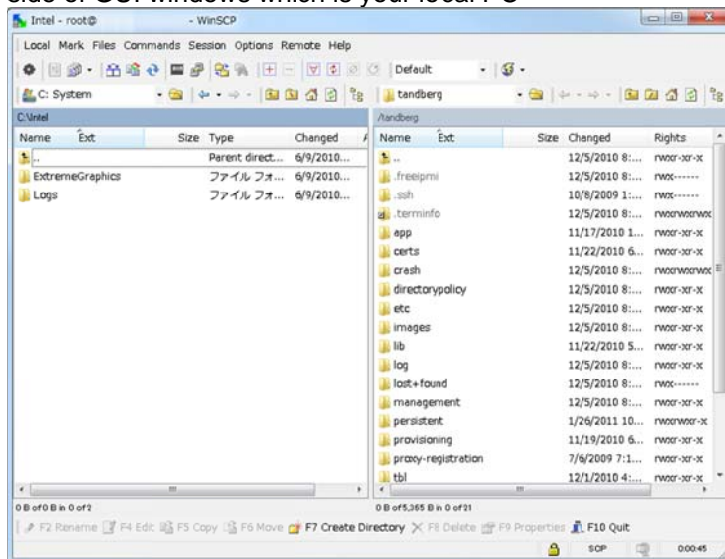 side of GUI windows which is your local PC
Intel - root@ - WinSCP
Local Mark Files Commands Session Options Remote Help
Default
C: System
tandberg
C:\Intel
/tandberg
Name Ext Size Type Changed
Name Ext Size Changed Rights
.. Parent direct... 6/9/2010...
.. 12/5/2010 8:... rwxr-xr-x
ExtremeGraphics ファイル フォ... 6/9/2010...
.freeipmi 12/5/2010 8:... rwx------
Logs ファイル フォ... 6/9/2010...
.ssh 10/8/2009 1:... rwx------
.terminfo 12/5/2010 8:... rwxrwxrwx
app 11/17/2010 1... rwxr-xr-x
certs 11/22/2010 6... rwxr-xr-x
crash 12/5/2010 8:... rwxrwxrwx
directorypolicy 12/5/2010 8:... rwxr-xr-x
etc 12/5/2010 8:... rwxr-xr-x
images 12/5/2010 8:... rwxr-xr-x
lib 11/22/2010 5... rwxr-xr-x
log 12/5/2010 8:... rwxr-xr-x
lost+found 12/5/2010 8:... rwx------
management 12/5/2010 8:... rwxr-xr-x
persistent 1/26/2011 10... rwxrwxr-x
provisioning 11/19/2010 6... rwxr-xr-x
proxy-registration 7/6/2009 7:1... rwxr-xr-x
tbl 12/1/2010 4:... rwxr-xr-x
0 B of 0 B in 0 of 2
0 B of 5,365 B in 0 of 21
F2 Rename F4 Edit F5 Copy F6 Move F7 Create Directory F8 Delete F9 Properties F10 Quit
SCP 0:00:45